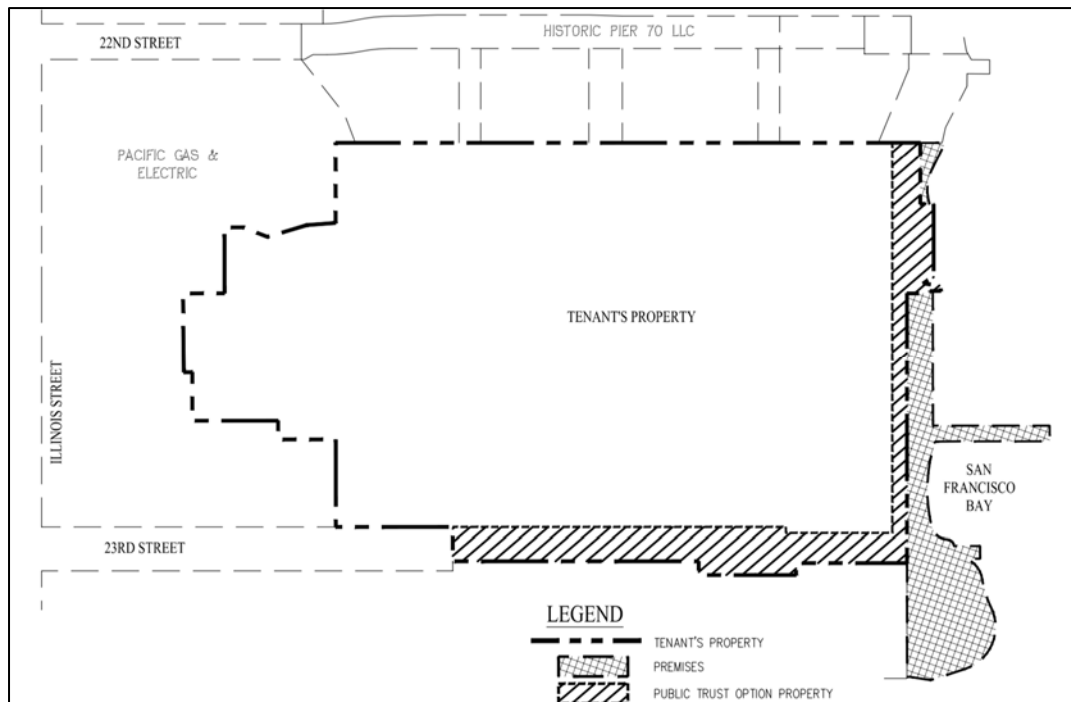 HISTORIC PIER 70 LLC
22ND STREET
PACIFIC GAS &
ELECTRIC
TENANT'S PROPERTY
ILLINOIS STREET
SAN
FRANCISCO
BAY
23RD STREET
LEGEND
TENANT'S PROPERTY
PREMISES
PUBLIC TRUST OPTION PROPERTY